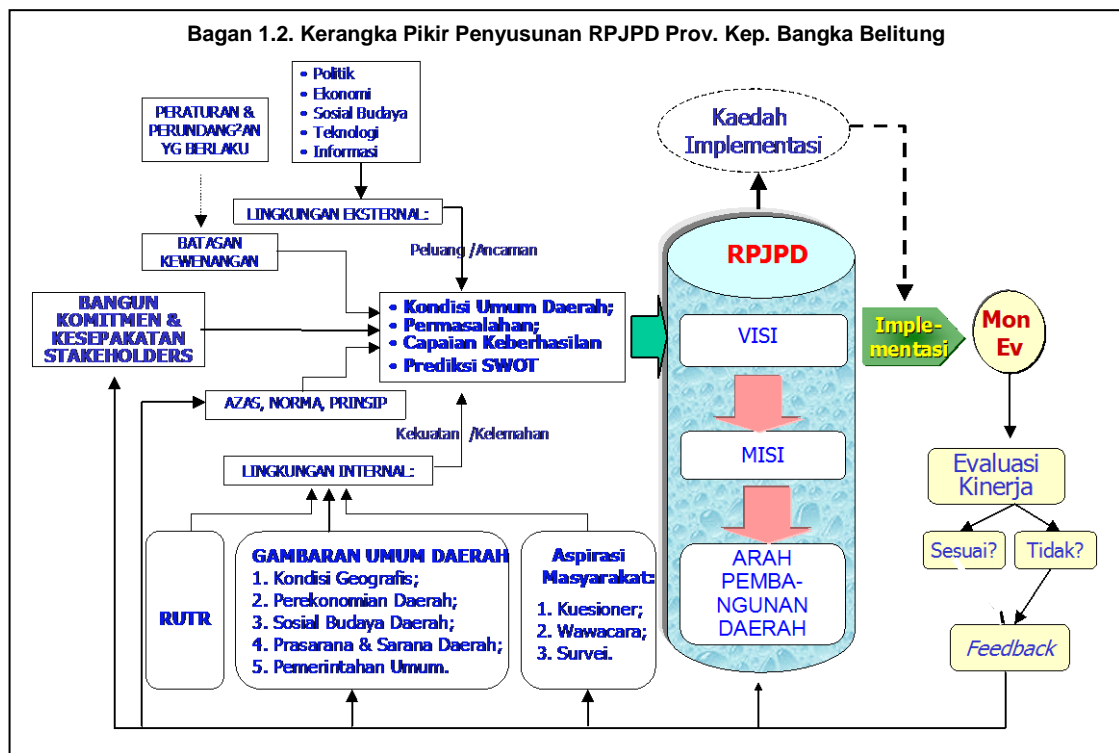 Bagan 1.2. Kerangka Pikir Penyusunan RPJPD Prov. Kep. Bangka Belitung
• Politik
• Ekonomi
• Sosial Budaya
• Teknologi
• Informasi
PERATURAN &
PERUNDANG²AN
YG BERLAKU
Kaedah
Implementasi
LINGKUNGAN EKSTERNAL:
BATASAN
KEWENANGAN
Peluang /Ancaman
RPJPD
BANGUN
KOMITMEN &
KESEPAKATAN
STAKEHOLDERS
• Kondisi Umum Daerah;
• Permasalahan;
• Capaian Keberhasilan
• Prediksi SWOT
VISI
Imple-
mentasi
Mon
Ev
AZAS, NORMA, PRINSIP
Kekuatan /Kelemahan
LINGKUNGAN INTERNAL:
MISI
Evaluasi
Kinerja
Sesuai?
Tidak?
RUTR
GAMBARAN UMUM DAERAH
1. Kondisi Geografis;
2. Perekonomian Daerah;
3. Sosial Budaya Daerah;
4. Prasarana & Sarana Daerah;
5. Pemerintahan Umum.
Aspirasi
Masyarakat:
1. Kuesioner;
2. Wawacara;
3. Survei.
ARAH
PEMBA-
NGUNAN
DAERAH
Feedback